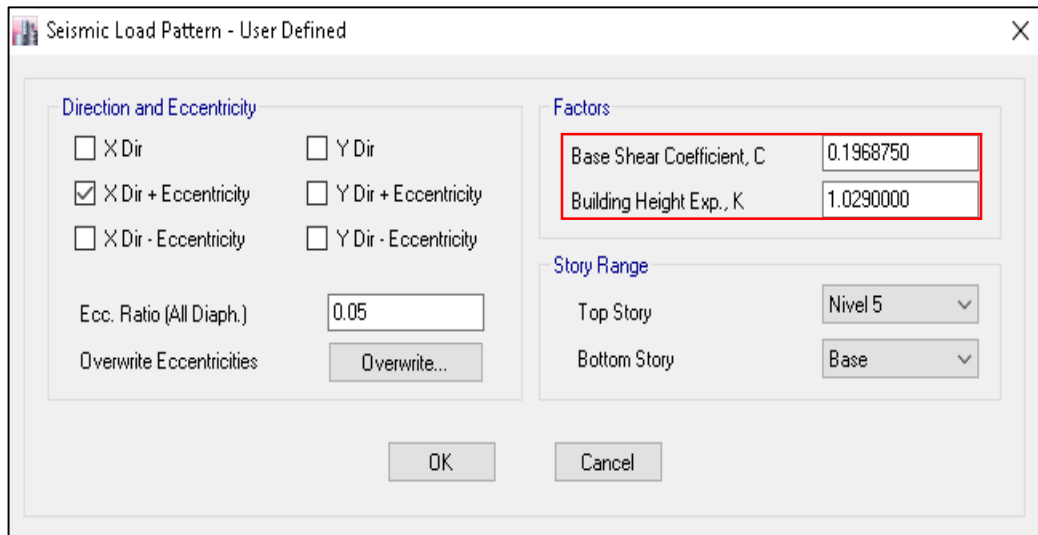 Seismic Load Pattern - User Defined
Direction and Eccentricity
X Dir
Y Dir
X Dir + Eccentricity
Y Dir + Eccentricity
X Dir - Eccentricity
Y Dir - Eccentricity
Ecc. Ratio (All Diaph.)
0.05
Overwrite Eccentricities
Overwrite...
Factors
Base Shear Coefficient, C
0.1968750
Building Height Exp., K
1.0290000
Story Range
Top Story
Nivel 5
Bottom Story
Base
OK
Cancel